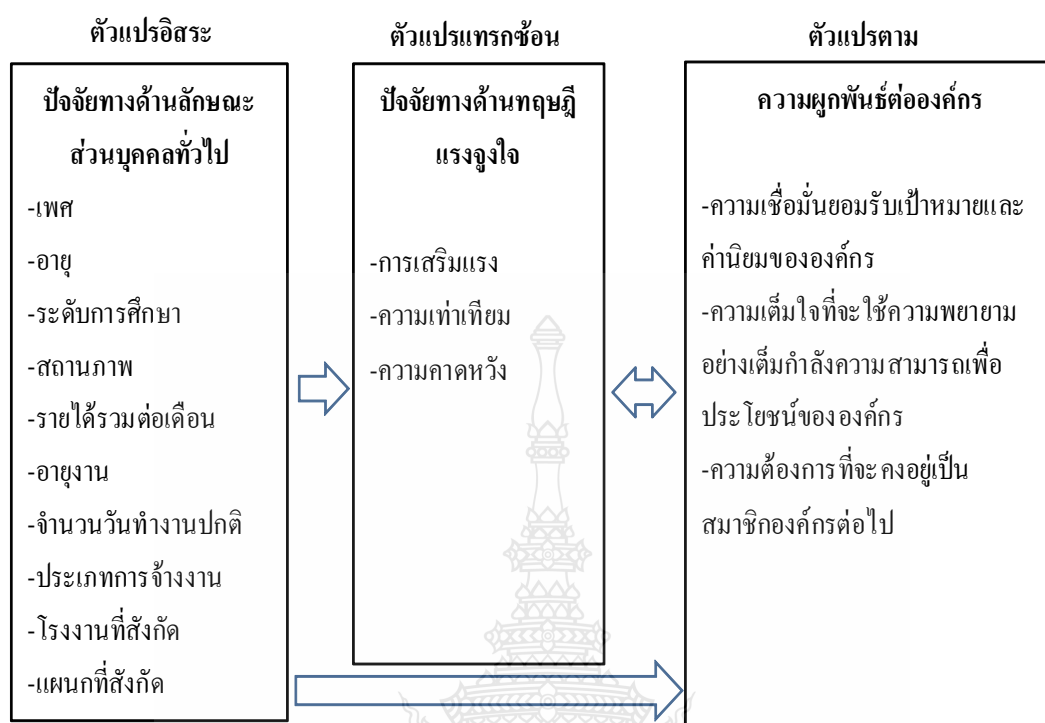 ตัวแปรอิสระ
ปัจจัยทางด้านลักษณะ
ส่วนบุคคลทั่วไป
-เพศ
-อายุ
-ระดับการศึกษา
-สถานภาพ
-รายได้รวมต่อเดือน
-อายุงาน
-จำนวนวันทำงานปกติ
-ประเภทการจ้างงาน
-โรงงานที่สังกัด
-แผนกที่สังกัด
ตัวแปรแทรกซ้อน
ปัจจัยทางด้านทฤษฎี
แรงจูงใจ
-การเสริมแรง
-ความเท่าเทียม
-ความคาดหวัง
ตัวแปรตาม
ความผูกพันธ์ต่อองค์กร
-ความเชื่อมั่นยอมรับเป้าหมายและ
ค่านิยมขององค์กร
-ความเต็มใจที่จะใช้ความพยายาม
อย่างเต็มกำลังความสามารถเพื่อ
ประโยชน์ขององค์กร
-ความต้องการที่จะคงอยู่เป็น
สมาชิกองค์กรต่อไป